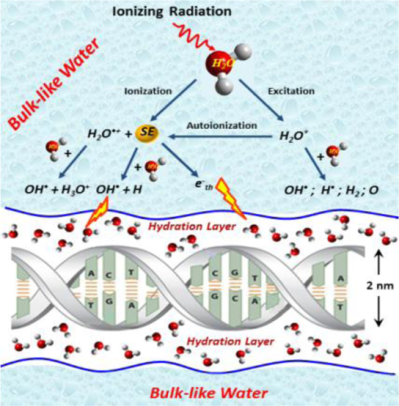 Ionizing Radiation
H₂O
Bulk-like Water
Ionization
Excitation
H₂O•+ + SE
Autoionization
H₂O*
+
+
+
OH• + H₃O⁺
OH• + H
e⁻th
OH• ; H• ; H₂ ; O
Hydration Layer
A C T
C G T
A
2 nm
T G A
G C A
T
Hydration Layer
Bulk-like Water